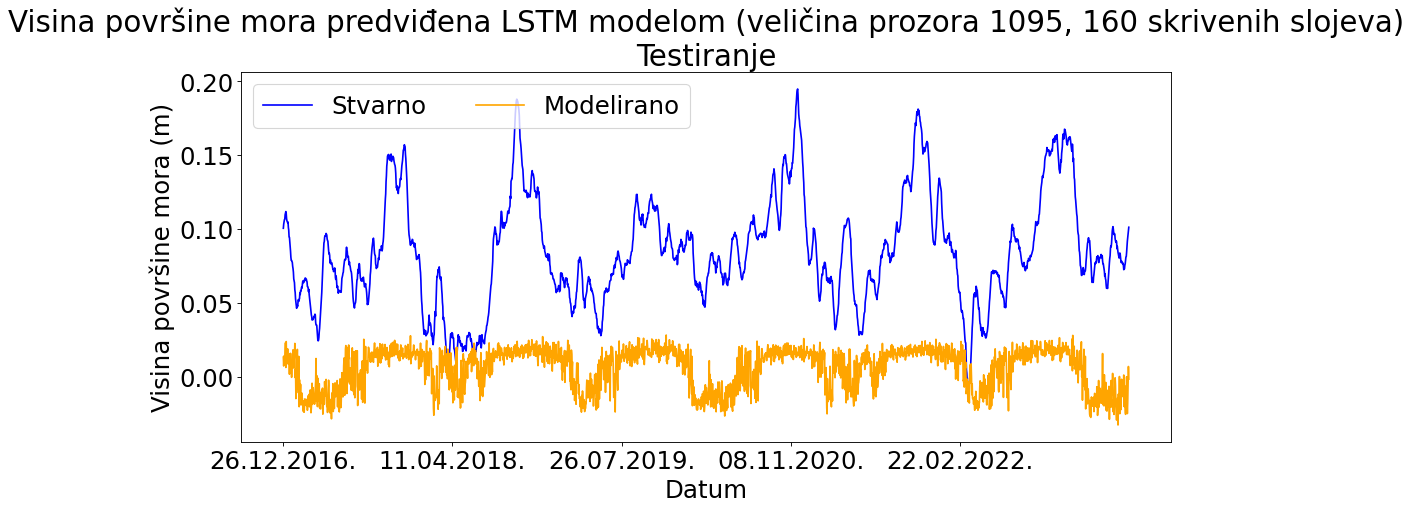 Visina površine mora predviđena LSTM modelom (veličina prozora 1095, 160 skrivenih slojeva)
Testiranje
Stvarno
Modelirano
Visina površine mora (m)
0.20
0.15
0.10
0.05
0.00
26.12.2016.
11.04.2018.
26.07.2019.
08.11.2020.
22.02.2022.
Datum